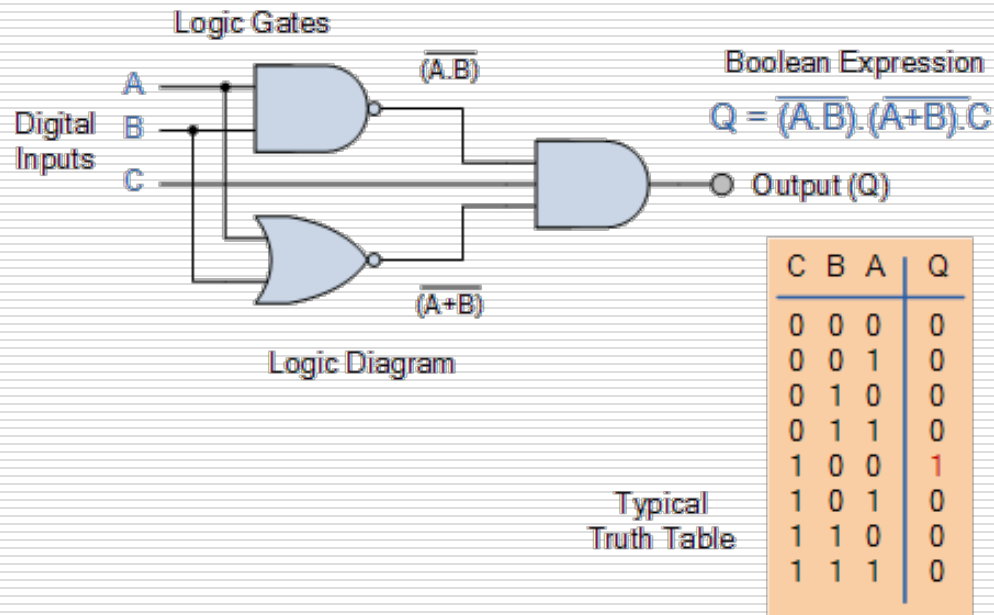 Logic Gates
A
B
C
Digital
Inputs
(A̅.̅B̅)
(A̅+̅B̅)
Logic Diagram
Boolean Expression
Q = (A̅.̅B̅).(A̅+̅B̅).C
Output (Q)
Typical
Truth Table
C B A Q
0 0 0 0
0 0 1 0
0 1 0 0
0 1 1 0
1 0 0 1
1 0 1 0
1 1 0 0
1 1 1 0